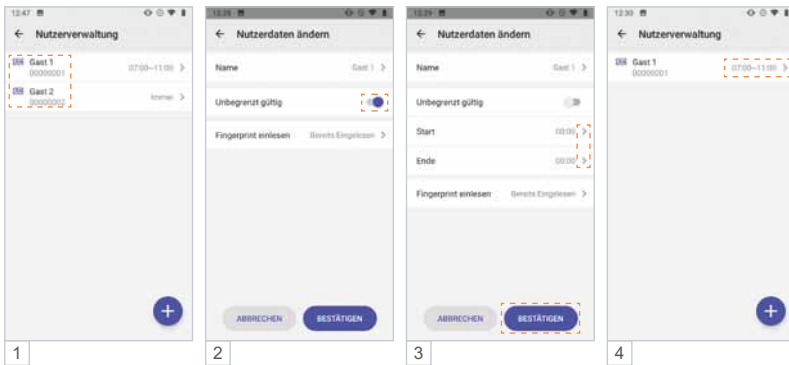 12:47
← Nutzerverwaltung
Gast 1
00000001
07:00–11:00 >
Gast 2
00000002
Immer >
+
1
12:28
← Nutzerdaten ändern
Name Gast 1 >
Unbegrenzt gültig
Fingerprint einlesen Bereits Eingelesen >
ABBRECHEN BESTÄTIGEN
2
12:29
← Nutzerdaten ändern
Name Gast 1 >
Unbegrenzt gültig
Start 00:00 >
Ende 00:00 >
Fingerprint einlesen Bereits Eingelesen >
ABBRECHEN BESTÄTIGEN
3
12:30
← Nutzerverwaltung
Gast 1
00000001
07:00–11:00 >
+
4